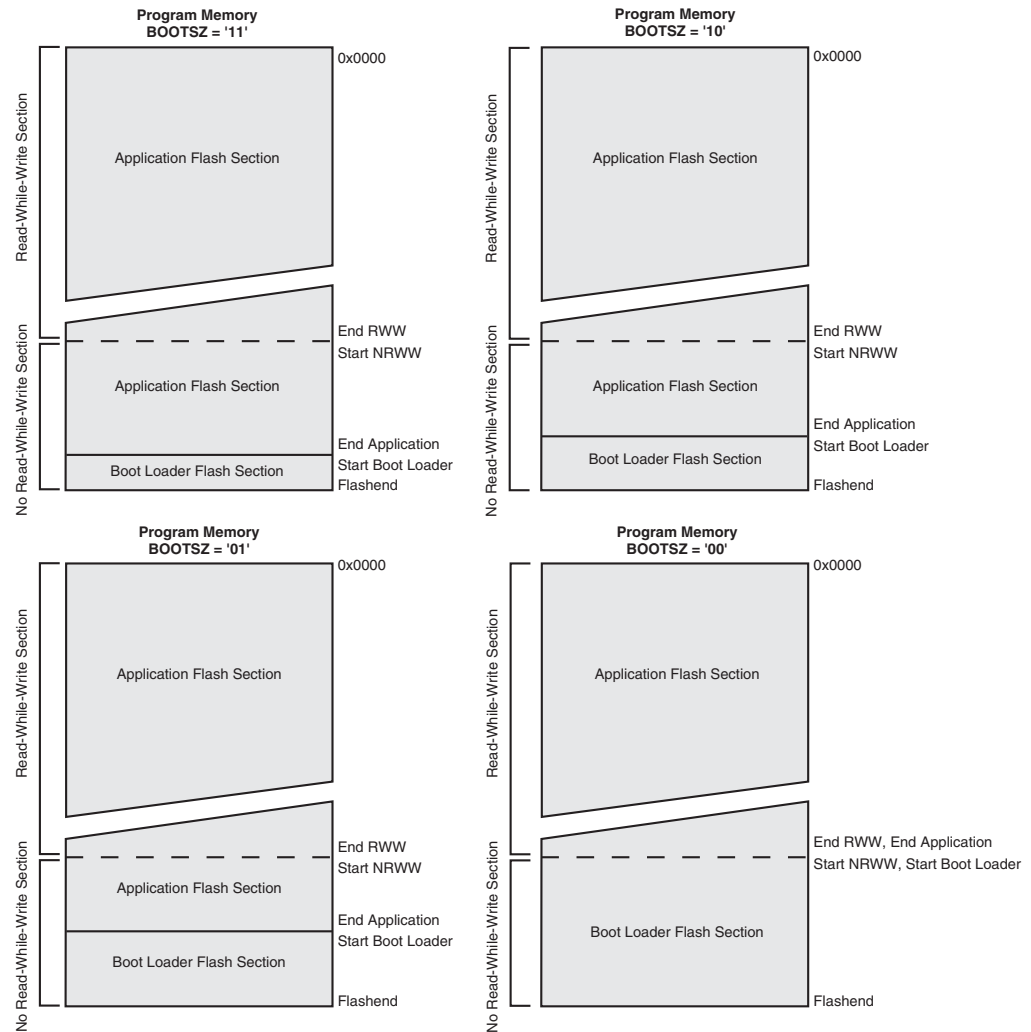 Program Memory
BOOTSZ = '11'
0x0000
Read-While-Write Section
Application Flash Section
End RWW
Start NRWW
No Read-While-Write Section
Application Flash Section
End Application
Start Boot Loader
Boot Loader Flash Section
Flashend
Program Memory
BOOTSZ = '10'
0x0000
Read-While-Write Section
Application Flash Section
End RWW
Start NRWW
No Read-While-Write Section
Application Flash Section
End Application
Start Boot Loader
Boot Loader Flash Section
Flashend
Program Memory
BOOTSZ = '01'
0x0000
Read-While-Write Section
Application Flash Section
End RWW
Start NRWW
No Read-While-Write Section
Application Flash Section
End Application
Start Boot Loader
Boot Loader Flash Section
Flashend
Program Memory
BOOTSZ = '00'
0x0000
Read-While-Write Section
Application Flash Section
End RWW, End Application
Start NRWW, Start Boot Loader
No Read-While-Write Section
Boot Loader Flash Section
Flashend